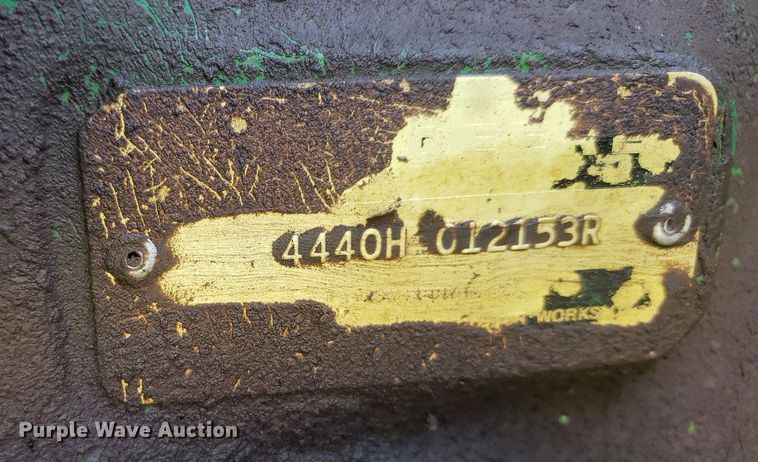 4440H 012153R
WORKS
Purple Wave Auction